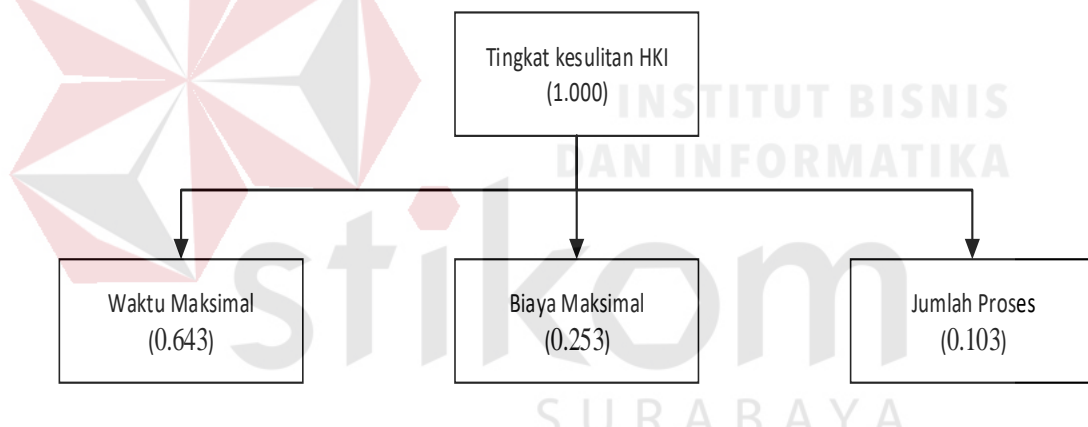 Tingkat kesulitan HKI
(1.000)
INSTITUT BISNIS
DAN INFORMATIKA
stikom
Waktu Maksimal
(0.643)
Biaya Maksimal
(0.253)
Jumlah Proses
(0.103)
SURABAYA